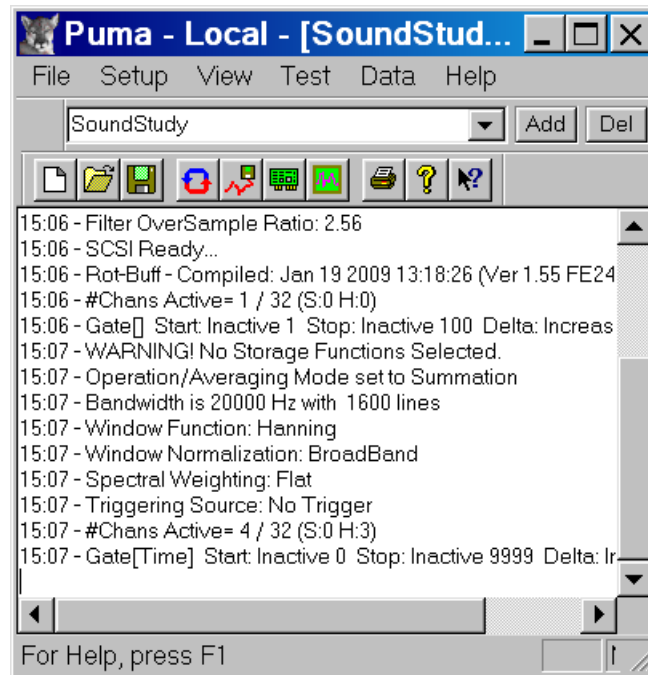 Puma - Local - [SoundStud...
File Setup View Test Data Help
SoundStudy Add Del
15:06 - Filter OverSample Ratio: 2.56
15:06 - SCSI Ready...
15:06 - Rot-Buff - Compiled: Jan 19 2009 13:18:26 (Ver 1.55 FE24
15:06 - #Chans Active= 1 / 32 (S:0 H:0)
15:06 - Gate[] Start: Inactive 1 Stop: Inactive 100 Delta: Increas
15:07 - WARNING! No Storage Functions Selected.
15:07 - Operation/Averaging Mode set to Summation
15:07 - Bandwidth is 20000 Hz with 1600 lines
15:07 - Window Function: Hanning
15:07 - Window Normalization: BroadBand
15:07 - Spectral Weighting: Flat
15:07 - Triggering Source: No Trigger
15:07 - #Chans Active= 4 / 32 (S:0 H:3)
15:07 - Gate[Time] Start: Inactive 0 Stop: Inactive 9999 Delta: Ir
For Help, press F1